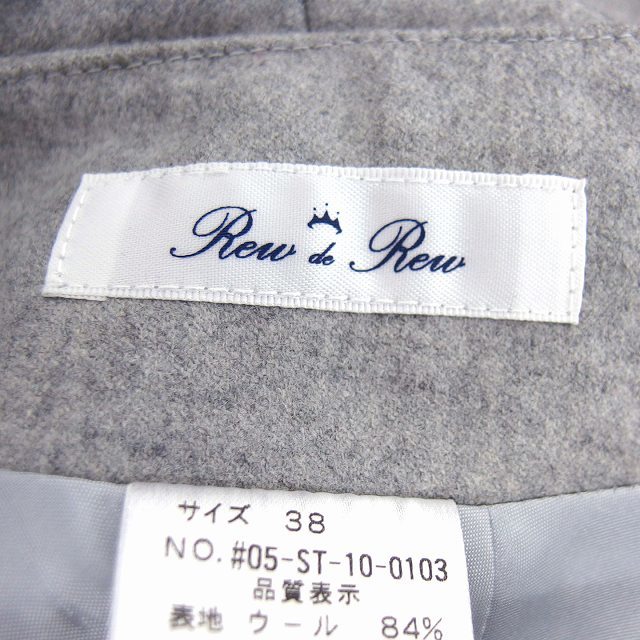 Rew de Rew
サイズ 38
NO.#05-ST-10-0103
品質表示
表地 ウール 84%